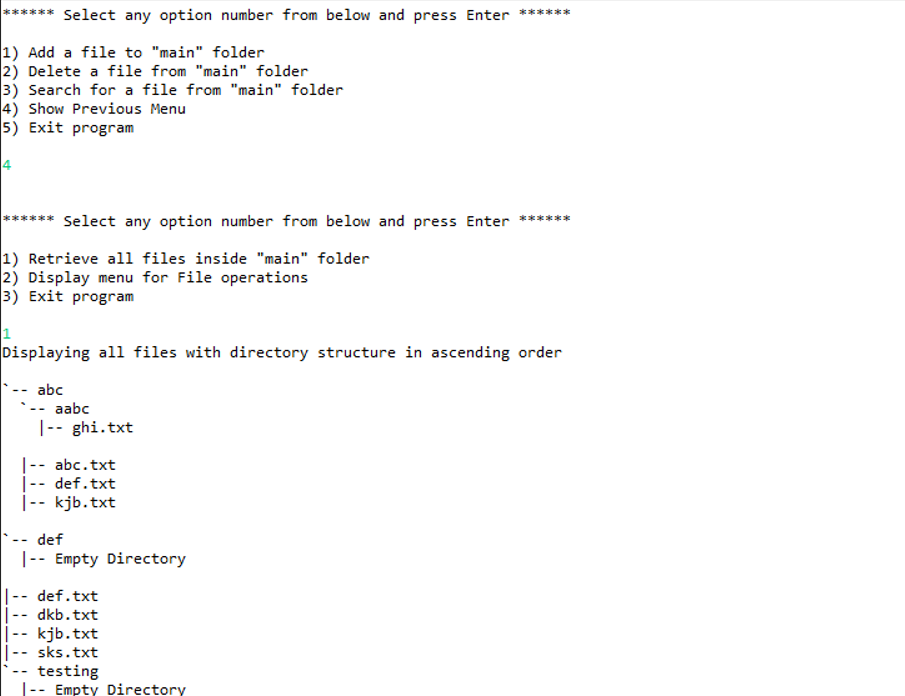 ****** Select any option number from below and press Enter ******
1) Add a file to "main" folder
2) Delete a file from "main" folder
3) Search for a file from "main" folder
4) Show Previous Menu
5) Exit program
4
****** Select any option number from below and press Enter ******
1) Retrieve all files inside "main" folder
2) Display menu for File operations
3) Exit program
1
Displaying all files with directory structure in ascending order
`-- abc
  `-- aabc
    |-- ghi.txt
  |-- abc.txt
  |-- def.txt
  |-- kjb.txt
`-- def
  |-- Empty Directory
|-- def.txt
|-- dkb.txt
|-- kjb.txt
|-- sks.txt
`-- testing
  |-- Empty Directory